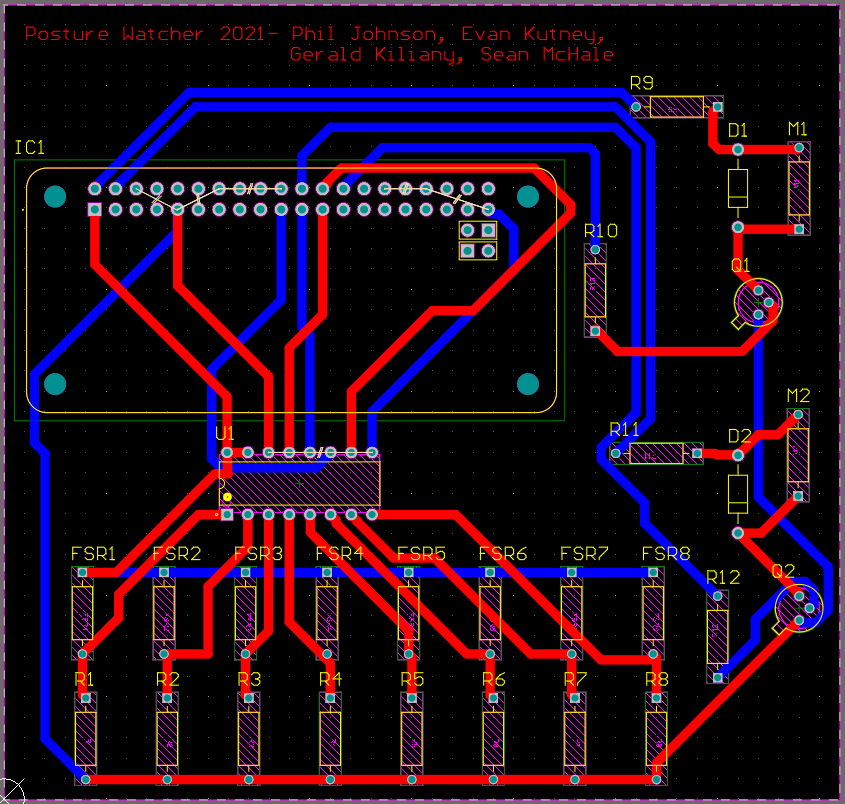 Posture Watcher 2021- Phil Johnson, Evan Kutney,
Gerald Kiliany, Sean McHale
R9
D1 M1
IC1
R10
Q1
M2
U1
R11
D2
FSR1 FSR2 FSR3 FSR4 FSR5 FSR6 FSR7 FSR8
R12
Q2
R1 R2 R3 R4 R5 R6 R7 R8